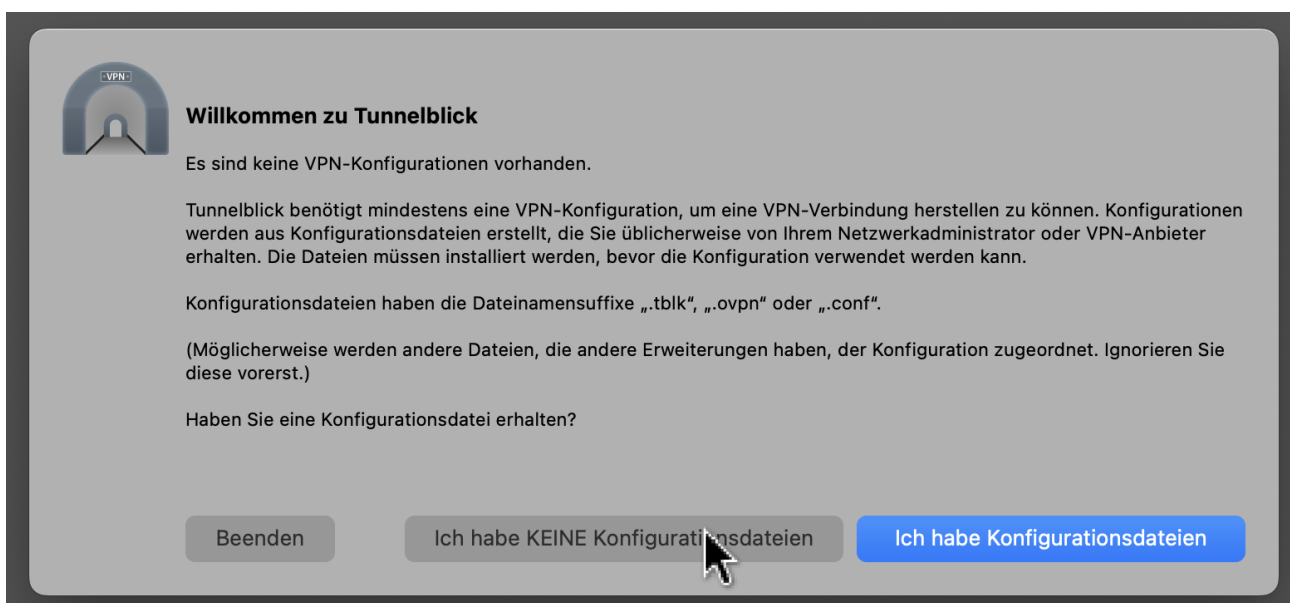 -VPN-
Willkommen zu Tunnelblick
Es sind keine VPN-Konfigurationen vorhanden.
Tunnelblick benötigt mindestens eine VPN-Konfiguration, um eine VPN-Verbindung herstellen zu können. Konfigurationen
werden aus Konfigurationsdateien erstellt, die Sie üblicherweise von Ihrem Netzwerkadministrator oder VPN-Anbieter
erhalten. Die Dateien müssen installiert werden, bevor die Konfiguration verwendet werden kann.
Konfigurationsdateien haben die Dateinamensuffixe „.tblk“, „.ovpn“ oder „.conf“.
(Möglicherweise werden andere Dateien, die andere Erweiterungen haben, der Konfiguration zugeordnet. Ignorieren Sie
diese vorerst.)
Haben Sie eine Konfigurationsdatei erhalten?
Beenden
Ich habe KEINE Konfigurationsdateien
Ich habe Konfigurationsdateien